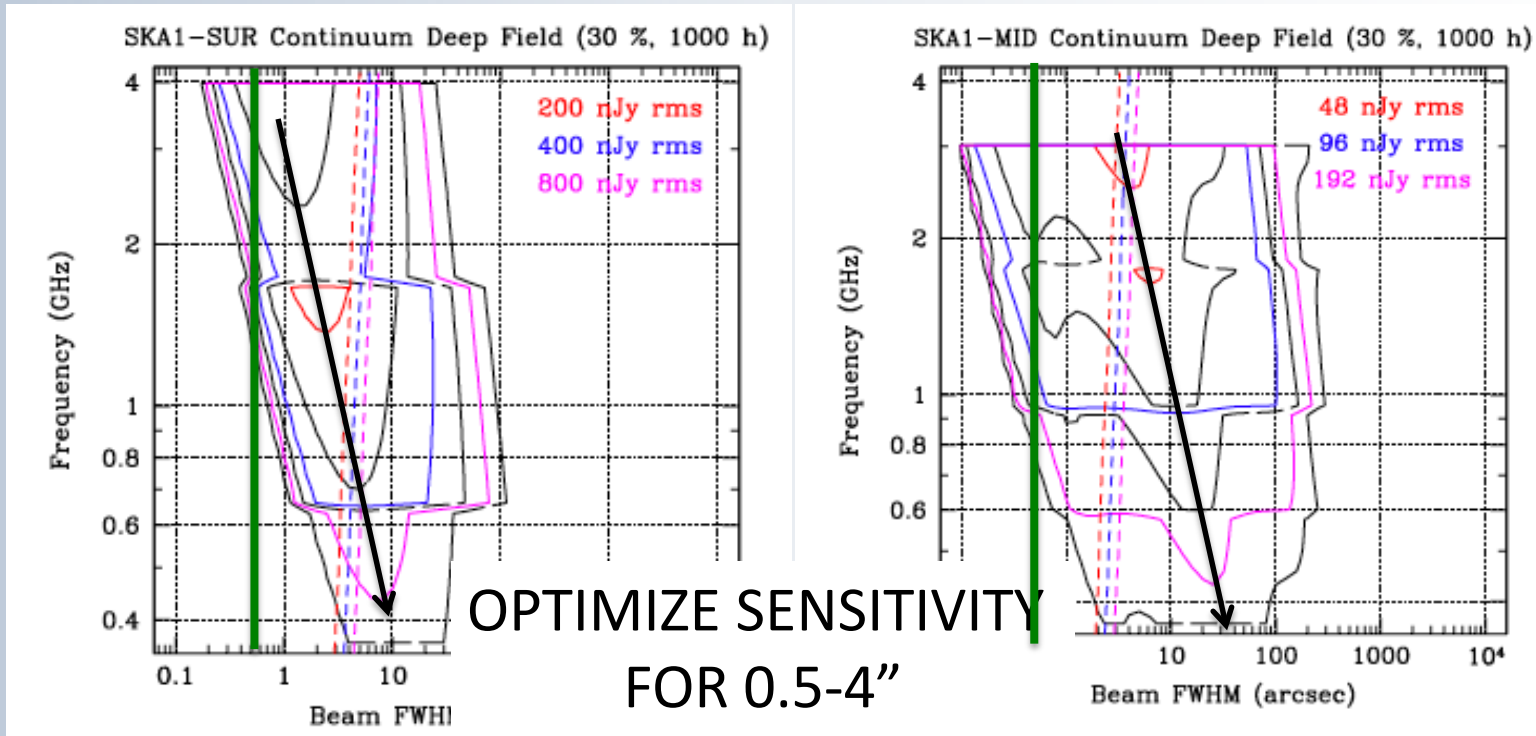 SKA1-SUR Continuum Deep Field (30 %, 1000 h)
4
2
1
0.8
0.6
0.4
Frequency (GHz)
200 nJy rms
400 nJy rms
800 nJy rms
0.1 1 10
Beam FWH
SKA1-MID Continuum Deep Field (30 %, 1000 h)
4
2
1
0.8
0.6
Frequency (GHz)
48 nJy rms
96 nJy rms
192 nJy rms
10 100 1000 10⁴
Beam FWHM (arcsec)
OPTIMIZE SENSITIVITY
FOR 0.5-4”